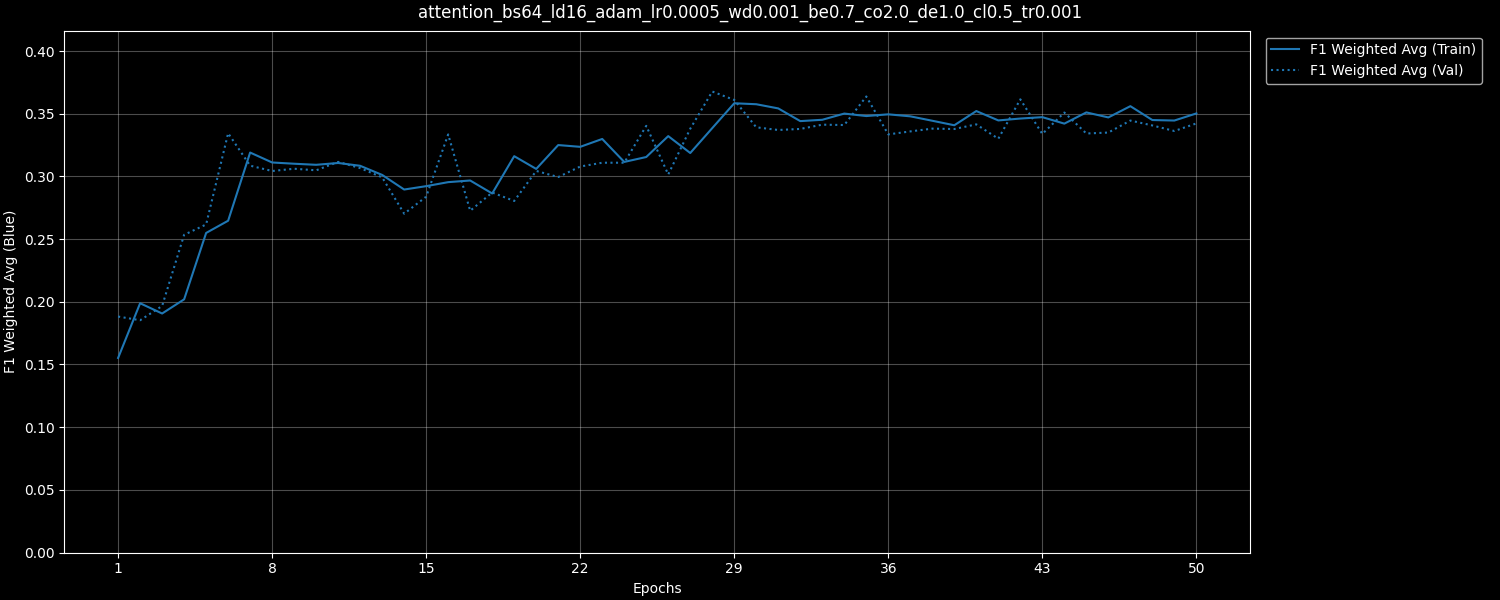 attention_bs64_ld16_adam_lr0.0005_wd0.001_be0.7_co2.0_de1.0_cl0.5_tr0.001
F1 Weighted Avg (Train)
F1 Weighted Avg (Val)
0.40
0.35
0.30
0.25
0.20
0.15
0.10
0.05
0.00
F1 Weighted Avg (Blue)
1 8 15 22 29 36 43 50
Epochs